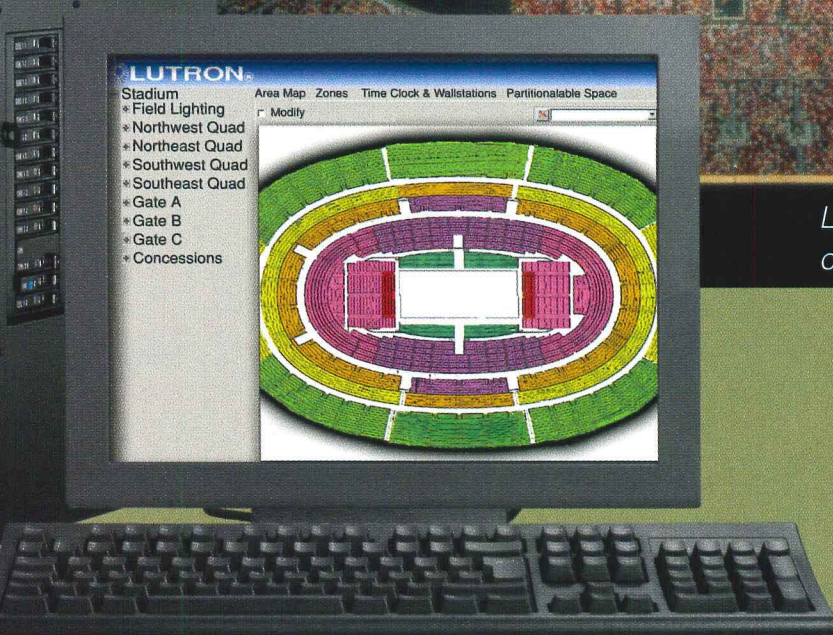 LUTRON®
Stadium
Area Map Zones Time Clock & Wallstations Partitionalable Space
Field Lighting
Modify
Northwest Quad
Northeast Quad
Southwest Quad
Southeast Quad
Gate A
Gate B
Gate C
Concessions